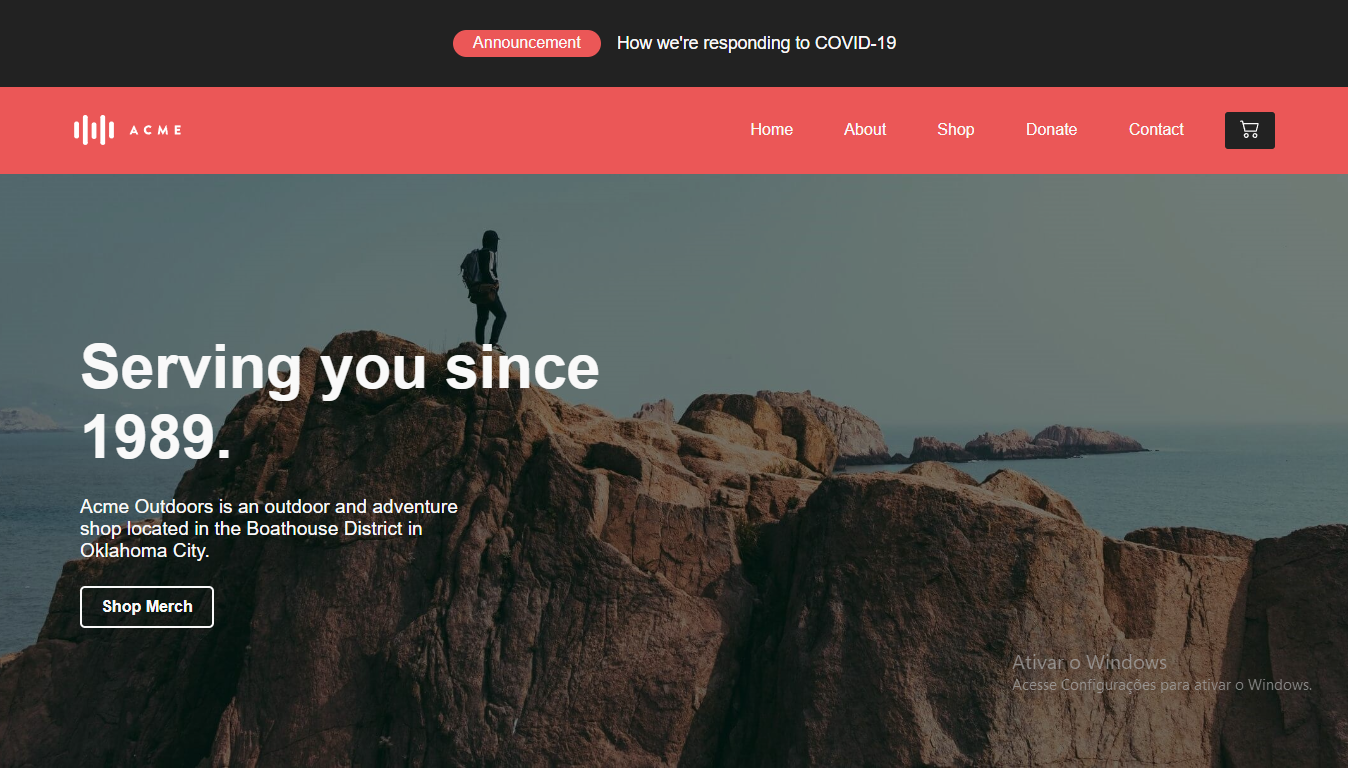 Announcement How we're responding to COVID-19
ACME Home About Shop Donate Contact
Serving you since
1989.
Acme Outdoors is an outdoor and adventure
shop located in the Boathouse District in
Oklahoma City.
Shop Merch
Ativar o Windows
Acesse Configurações para ativar o Windows.